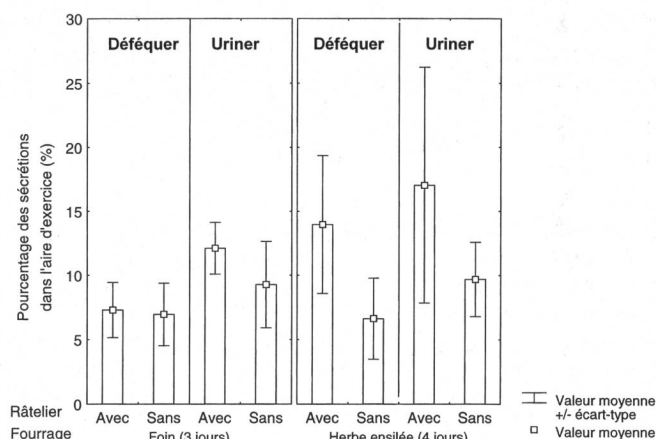 30
25
20
15
10
5
0
Pourcentage des sécrétions
dans l'aire d'exercice (%)
Déféquer Uriner Déféquer Uriner
Râtelier Avec Sans Avec Sans Avec Sans Avec Sans
Fourrage Foin (3 jours) Herbe ensilée (4 jours)
Valeur moyenne
+/- écart-type
Valeur moyenne